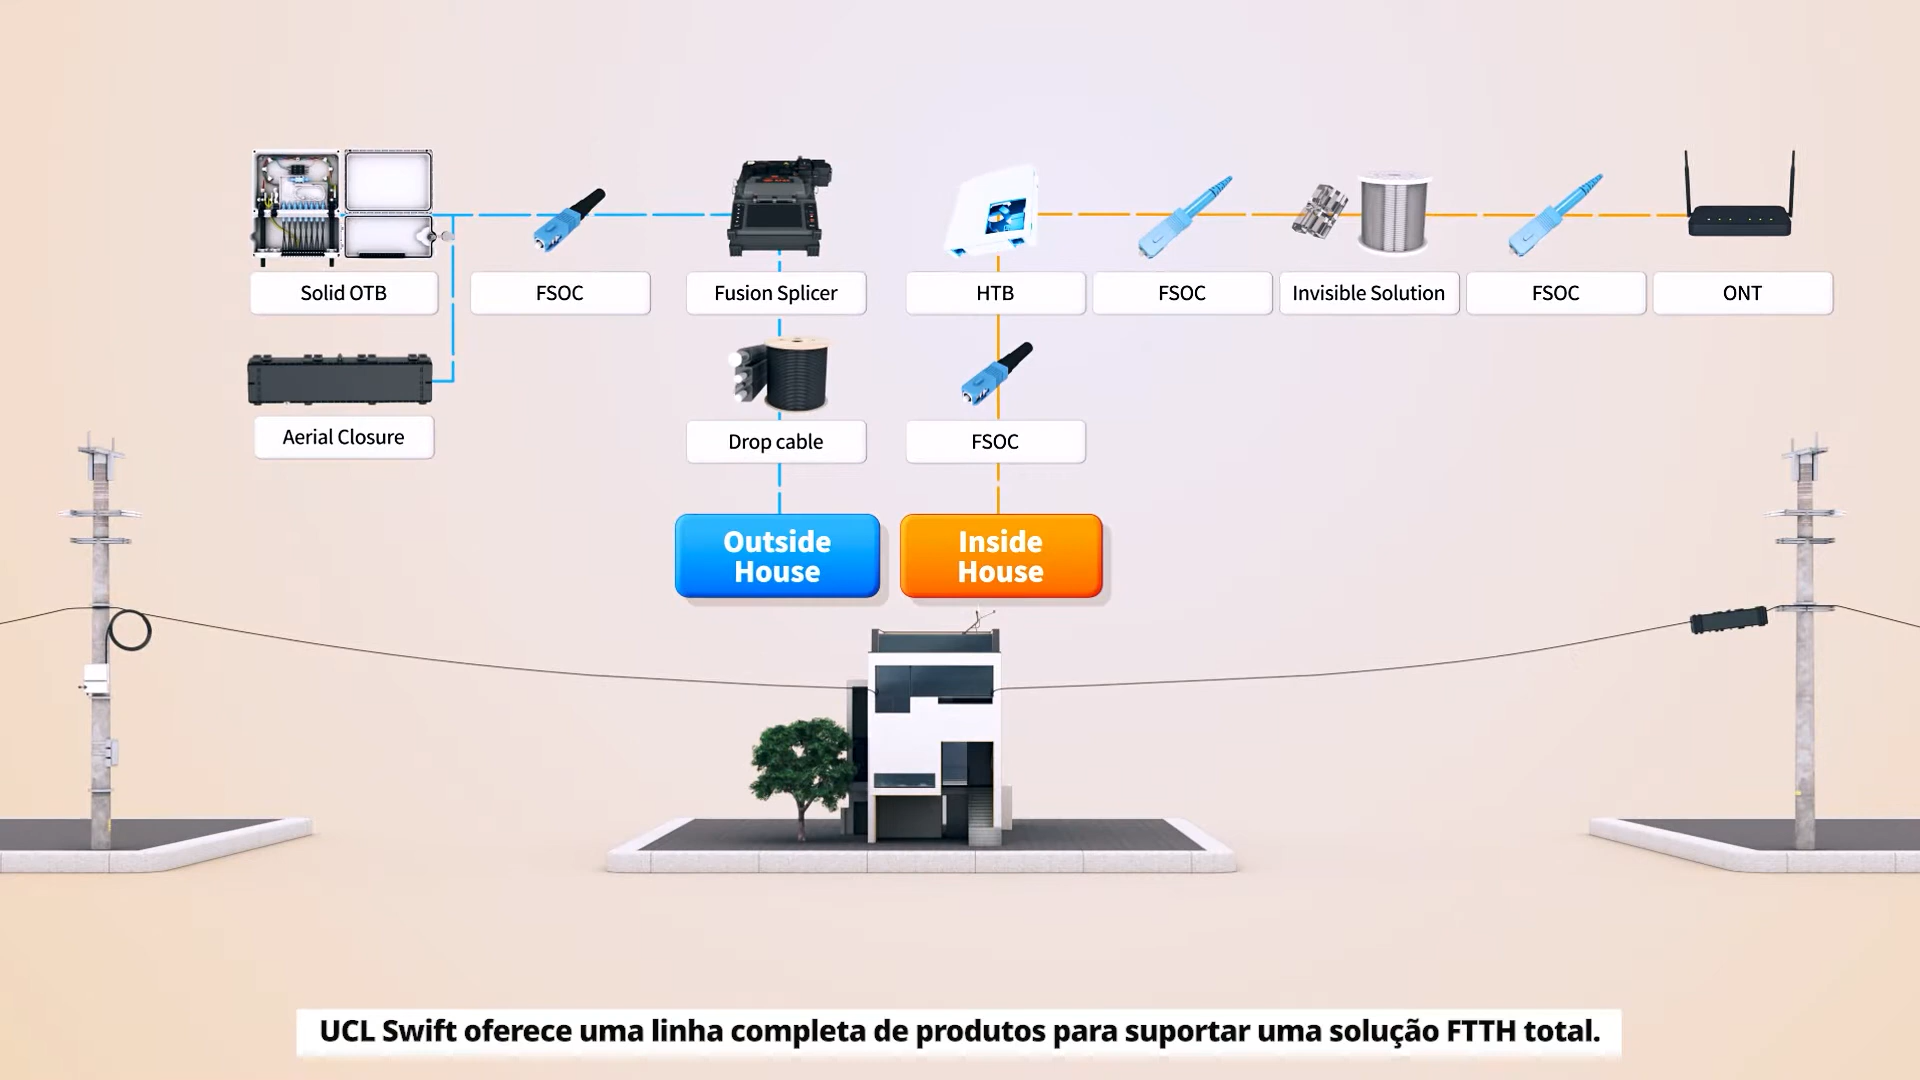 Solid OTB
FSOC
Fusion Splicer
HTB
FSOC
Invisible Solution
FSOC
ONT
Aerial Closure
Drop cable
FSOC
Outside
House
Inside
House
UCL Swift oferece uma linha completa de produtos para suportar uma solução FTTH total.